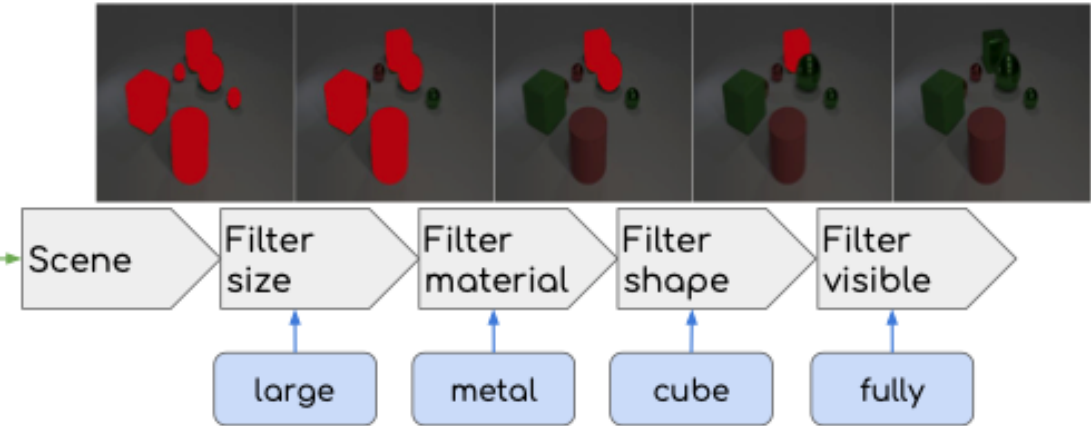 Scene
Filter
size
Filter
material
Filter
shape
Filter
visible
large
metal
cube
fully